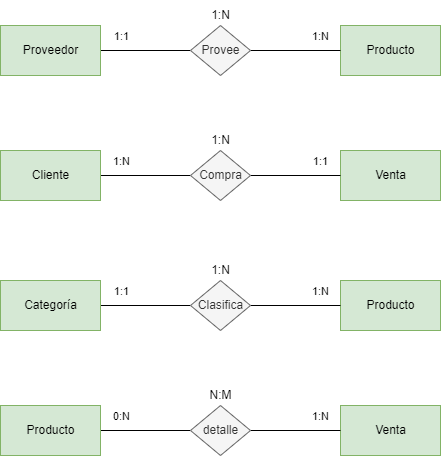 1:N
Proveedor 1:1 Provee 1:N Producto
1:N
Cliente 1:N Compra 1:1 Venta
1:N
Categoría 1:1 Clasifica 1:N Producto
N:M
Producto 0:N detalle 1:N Venta